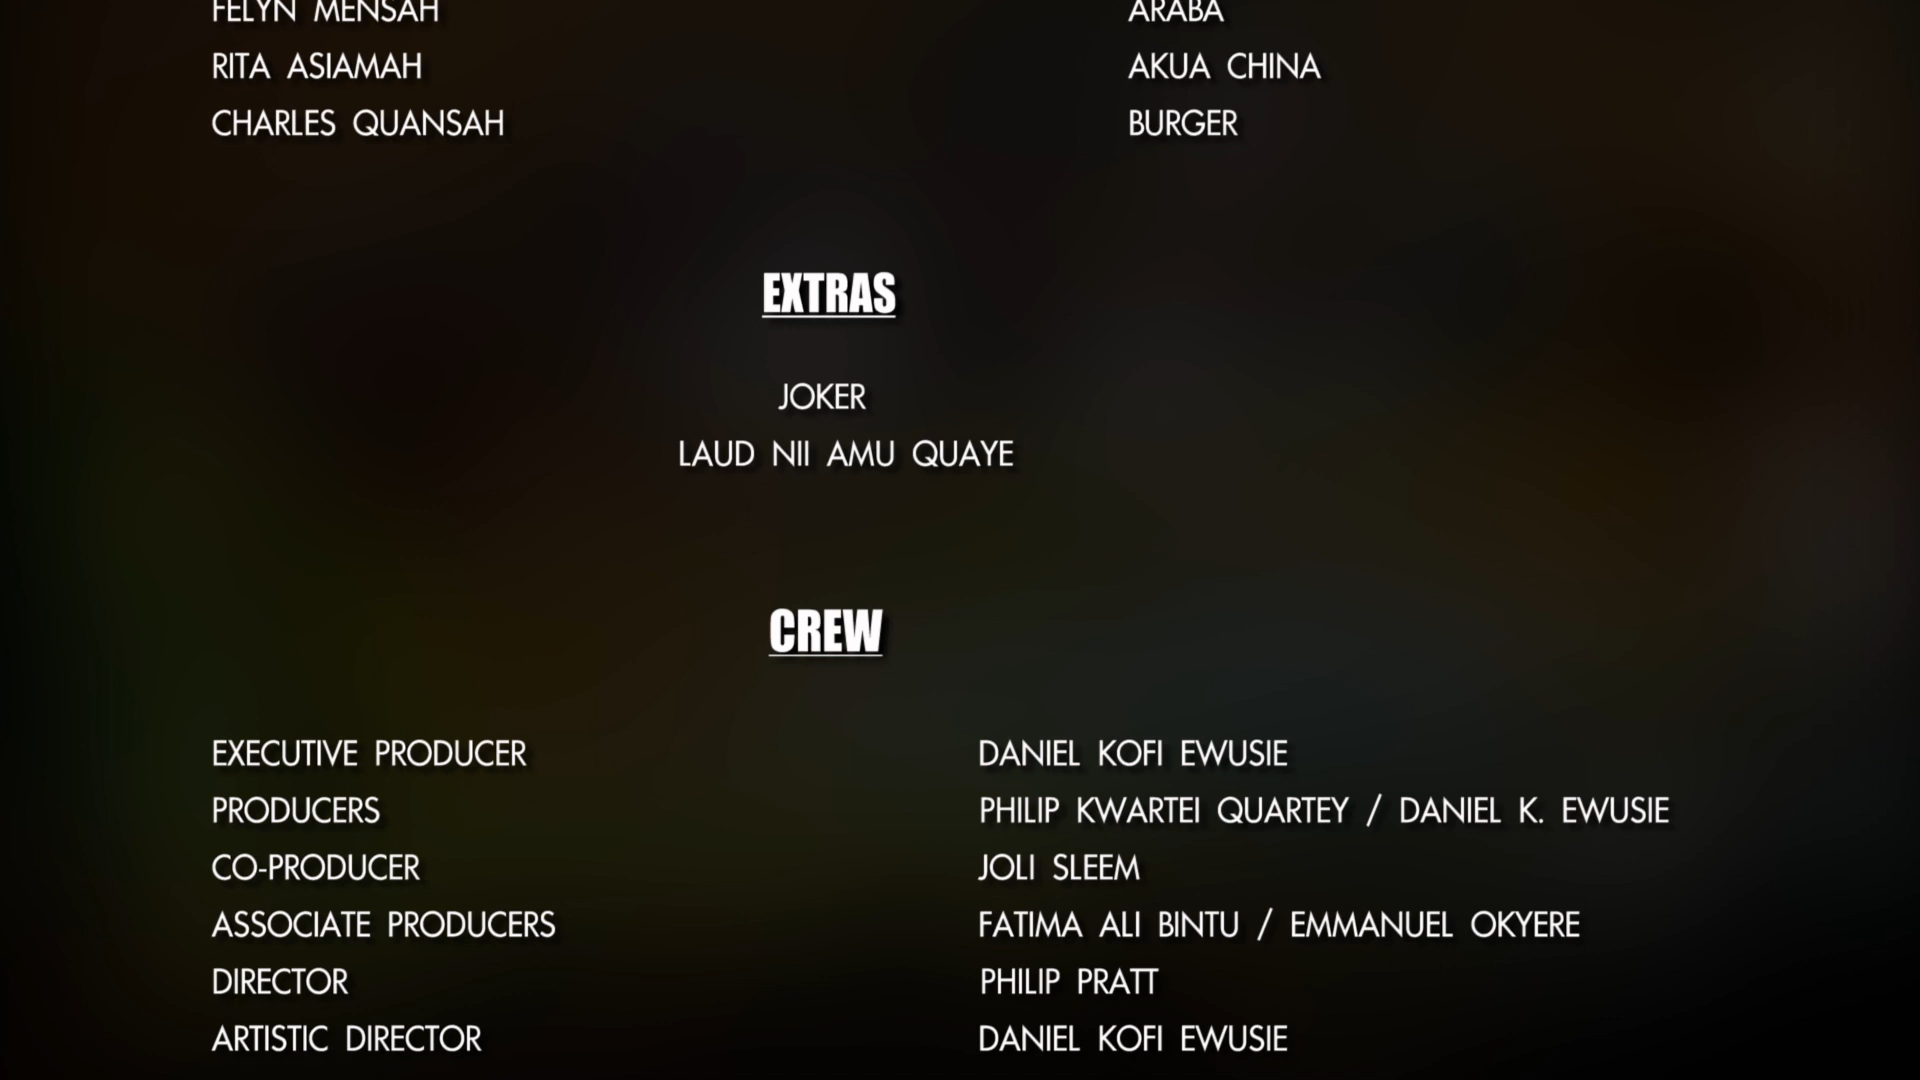 FELYN MENSAH ARABA
RITA ASIAMAH AKUA CHINA
CHARLES QUANSAH BURGER
EXTRAS
JOKER
LAUD NII AMU QUAYE
CREW
EXECUTIVE PRODUCER DANIEL KOFI EWUSIE
PRODUCERS PHILIP KWARTEI QUARTEY / DANIEL K. EWUSIE
CO-PRODUCER JOLI SLEEM
ASSOCIATE PRODUCERS FATIMA ALI BINTU / EMMANUEL OKYERE
DIRECTOR PHILIP PRATT
ARTISTIC DIRECTOR DANIEL KOFI EWUSIE